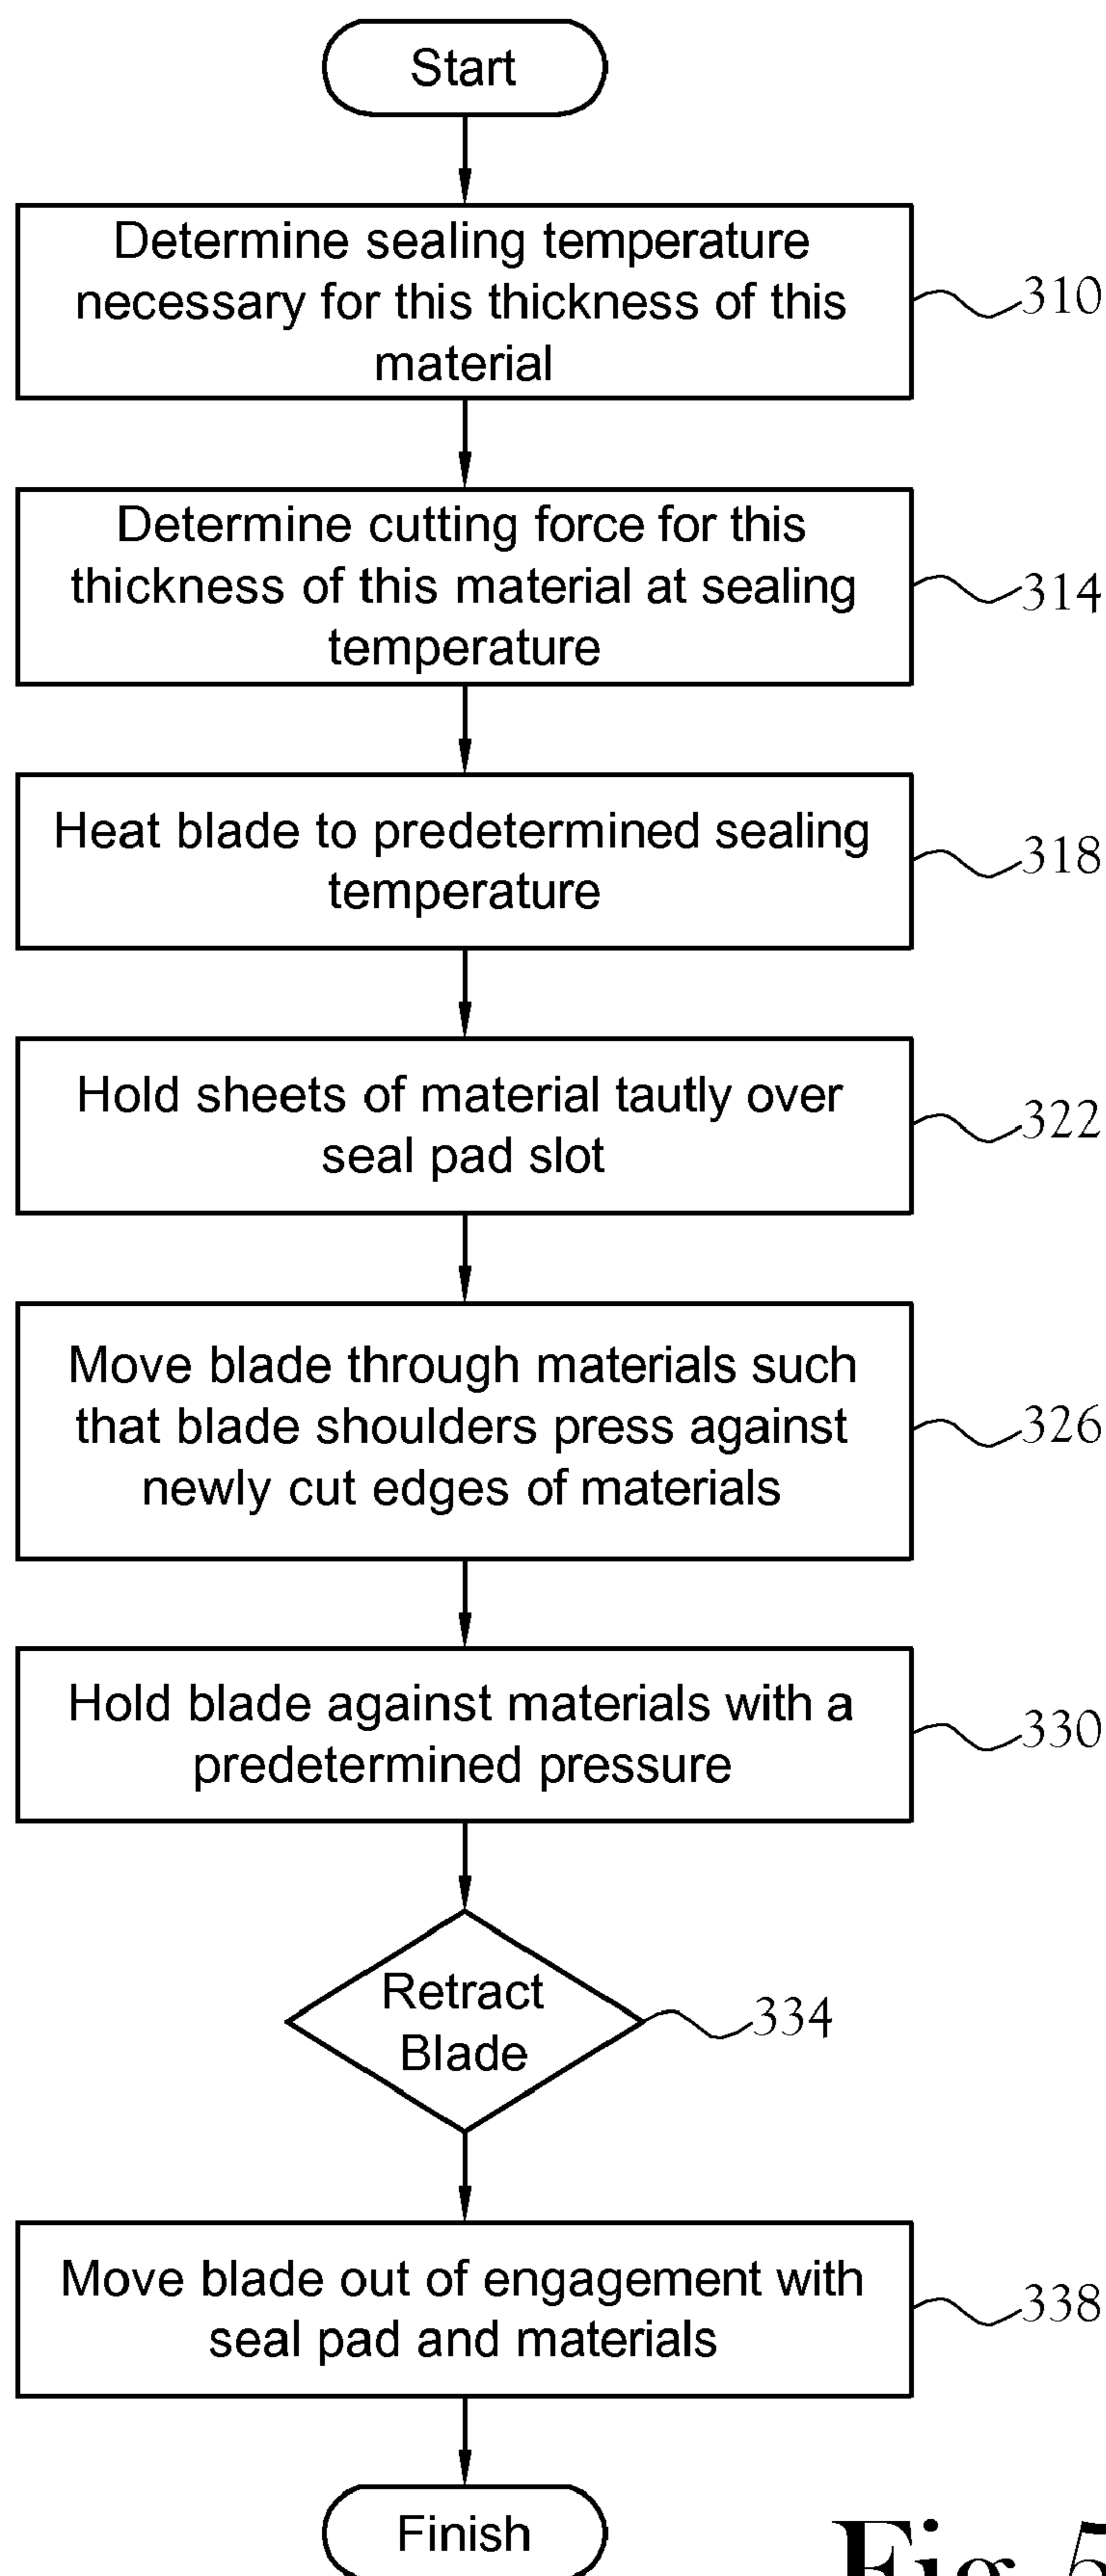 Start
Determine sealing temperature
necessary for this thickness of this
material
310
Determine cutting force for this
thickness of this material at sealing
temperature
314
Heat blade to predetermined sealing
temperature
318
Hold sheets of material tautly over
seal pad slot
322
Move blade through materials such
that blade shoulders press against
newly cut edges of materials
326
Hold blade against materials with a
predetermined pressure
330
Retract
Blade
334
Move blade out of engagement with
seal pad and materials
338
Finish
Fig.5